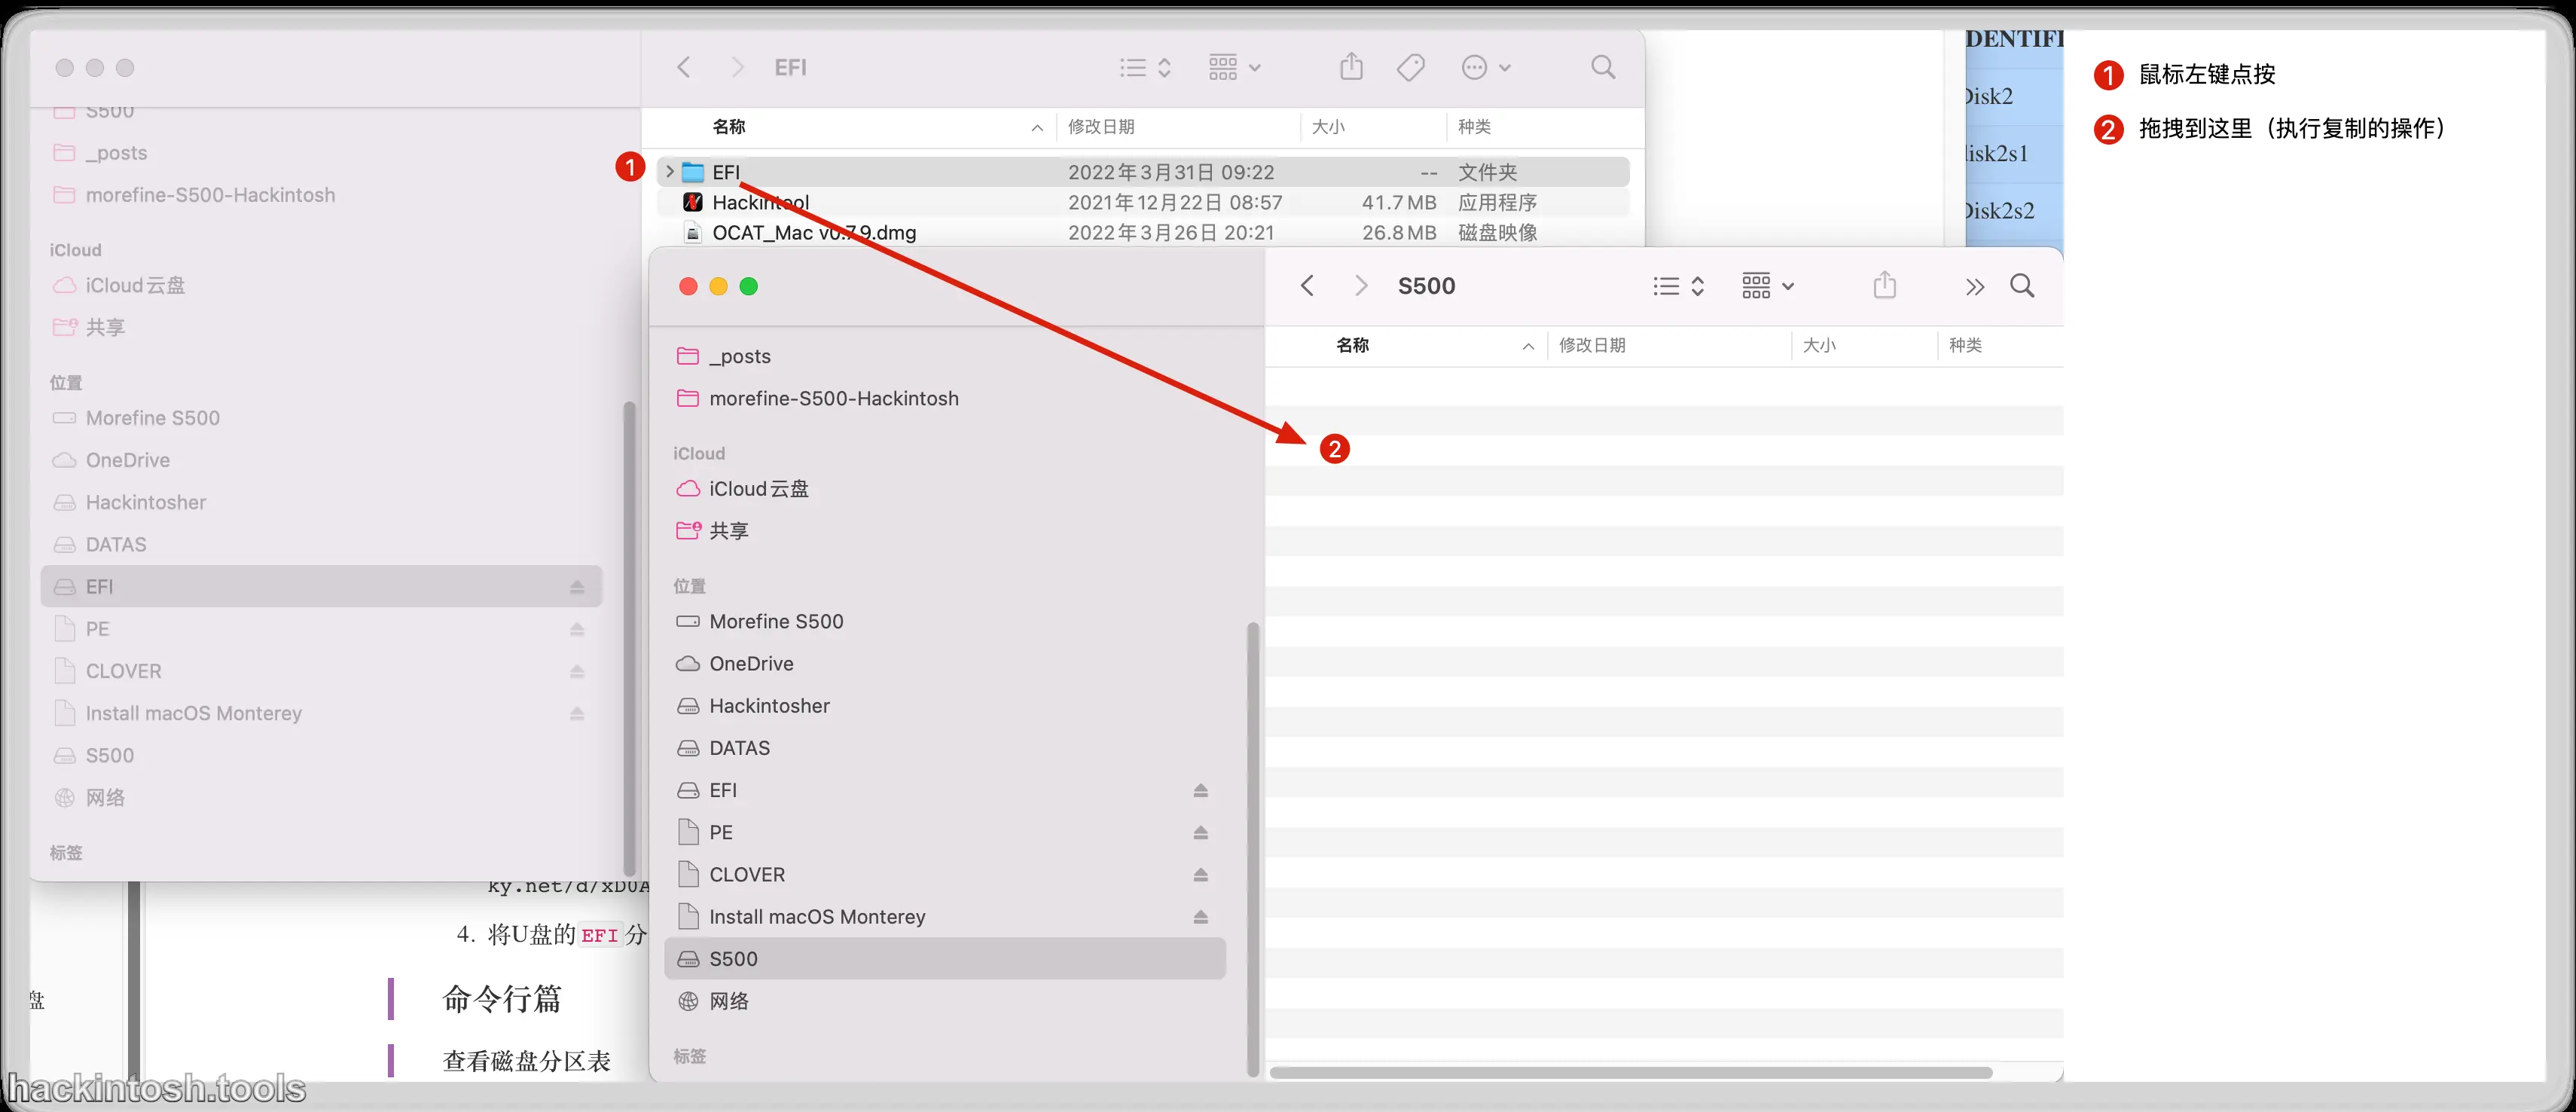 EFI
名称
修改日期
大小
种类
EFI
2022年3月31日 09:22
--
文件夹
Hackintool
2021年12月22日 08:57
41.7 MB
应用程序
OCAT_Mac v0.7.9.dmg
2022年3月26日 20:21
26.8 MB
磁盘映像
1
S500
_posts
morefine-S500-Hackintosh
iCloud
iCloud云盘
共享
位置
Morefine S500
OneDrive
Hackintosher
DATAS
EFI
PE
CLOVER
Install macOS Monterey
S500
网络
标签
S500
名称
修改日期
大小
种类
2
_posts
morefine-S500-Hackintosh
iCloud
iCloud云盘
共享
位置
Morefine S500
OneDrive
Hackintosher
DATAS
EFI
PE
CLOVER
Install macOS Monterey
S500
网络
标签
Disk2
disk2s1
Disk2s2
1 鼠标左键点按
2 拖拽到这里（执行复制的操作）
盘
4. 将U盘的EFI分
命令行篇
查看磁盘分区表
hackintosh.tools